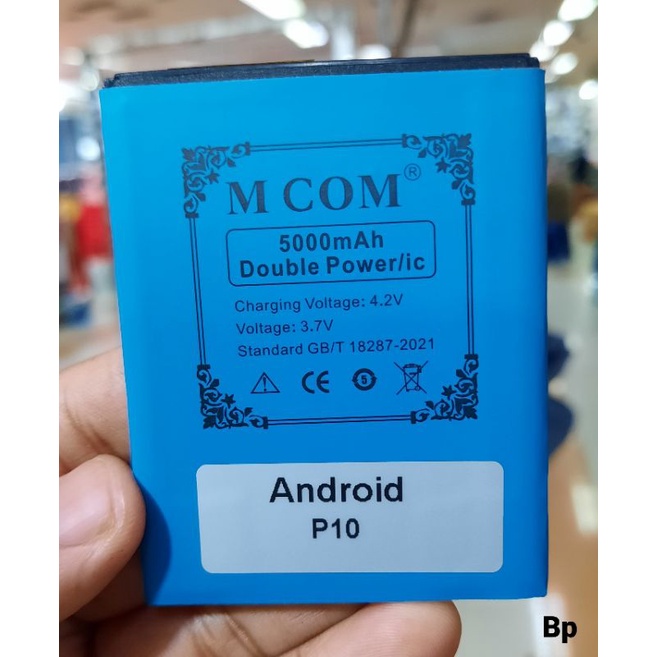 M COM®
5000mAh
Double Power/ic
Charging Voltage: 4.2V
Voltage: 3.7V
Standard GB/T 18287-2021
CE
5
Android
P10
Bp